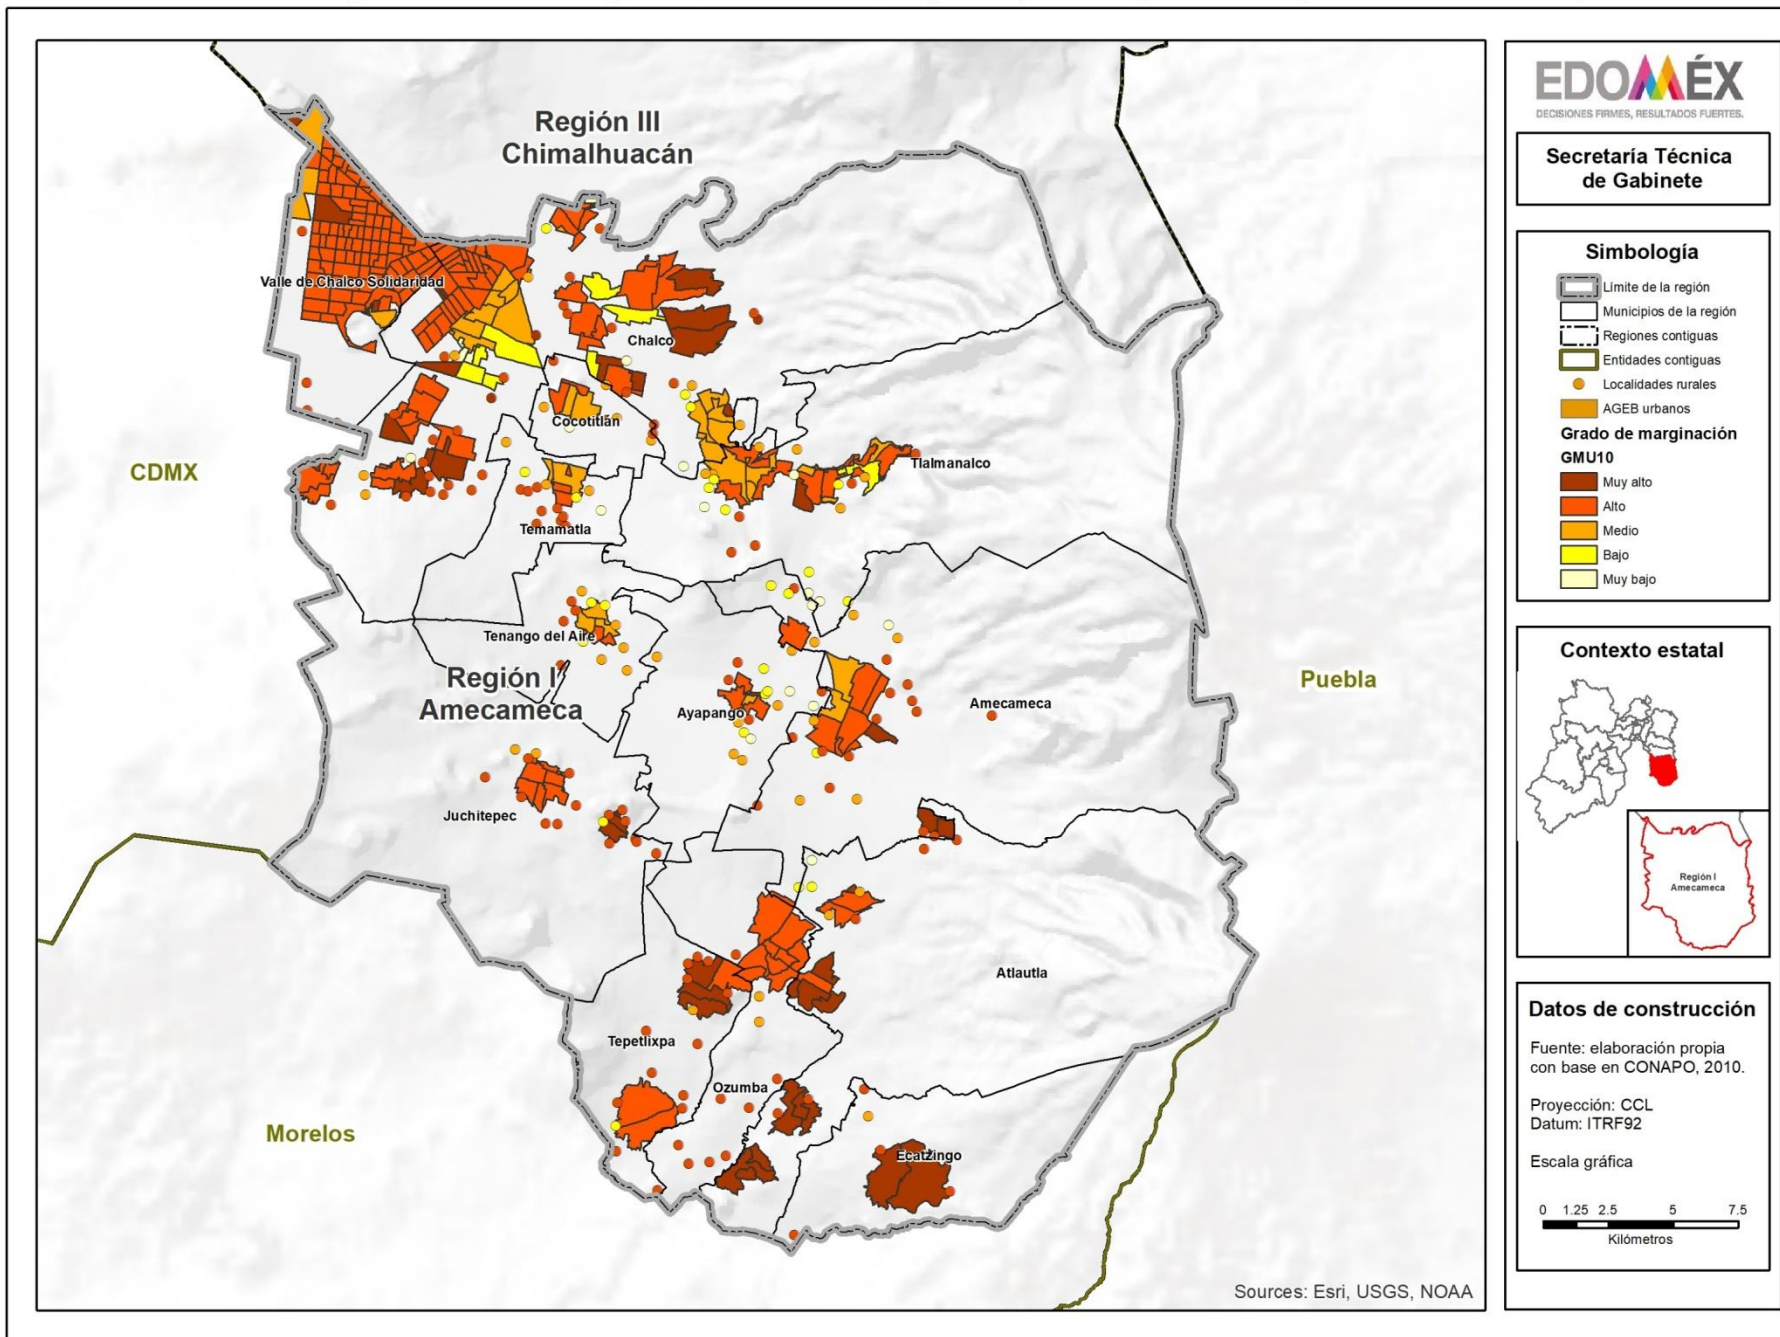 Región III
Chimalhuacán
Valle de Chalco Solidaridad
Chalco
Cocotitlán
CDMX
Tlalmanalco
Temamatla
Tenango del Aire
Región I
Amecameca
Puebla
Ayapango
Amecameca
Juchitepec
Atlautla
Tepetlixpa
Ozumba
Morelos
Ecatzingo
Sources: Esri, USGS, NOAA
EDOMÉX
DECISIONES FIRMES, RESULTADOS FUERTES.
Secretaría Técnica
de Gabinete
Simbología
Límite de la región
Municipios de la región
Regiones contiguas
Entidades contiguas
Localidades rurales
AGEB urbanos
Grado de marginación
GMU10
Muy alto
Alto
Medio
Bajo
Muy bajo
Contexto estatal
Región I
Amecameca
Datos de construcción
Fuente: elaboración propia
con base en CONAPO, 2010.
Proyección: CCL
Datum: ITRF92
Escala gráfica
0 1.25 2.5 5 7.5
Kilómetros